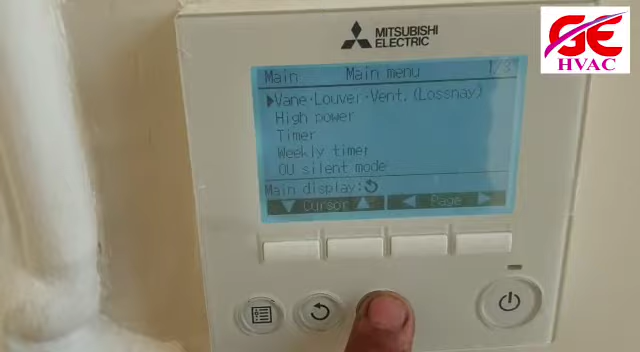 MITSUBISHI
ELECTRIC
GE
HVAC
Main Main menu 1/3
▶Vane·Louver·Vent. (Lossnay)
High power
Timer
Weekly timer
OU silent mode
Main display:↺
▼ Cursor ▲ ◀ Page ▶